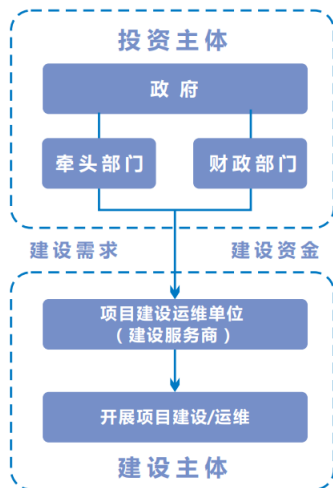 投资主体
政府
牵头部门
财政部门
建设需求
建设资金
项目建设运维单位
（建设服务商）
开展项目建设/运维
建设主体